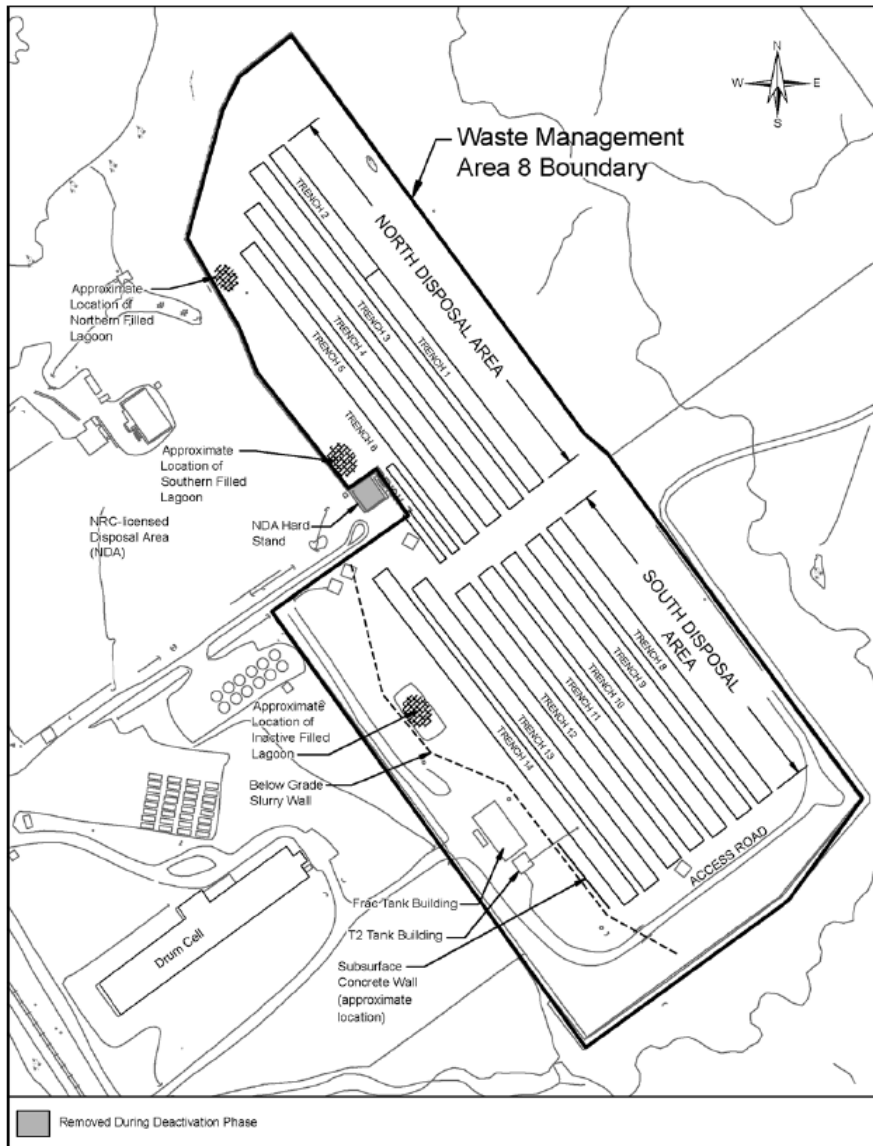 N
W E
S
Waste Management
Area 8 Boundary
NORTH DISPOSAL AREA
TRENCH 2
TRENCH 1
TRENCH 3
TRENCH 4
TRENCH 5
TRENCH 6
Approximate
Location of
Northern Filled
Lagoon
Approximate
Location of
Southern Filled
Lagoon
NRC-licensed
Disposal Area
(NDA)
NDA Hard
Stand
SOUTH DISPOSAL
AREA
TRENCH 8
TRENCH 9
TRENCH 10
TRENCH 11
TRENCH 12
TRENCH 13
TRENCH 14
Approximate
Location of
Inactive Filled
Lagoon
Below Grade
Slurry Wall
ACCESS ROAD
Frac Tank Building
T2 Tank Building
Subsurface
Concrete Wall
(approximate
location)
Drum Cell
Removed During Deactivation Phase